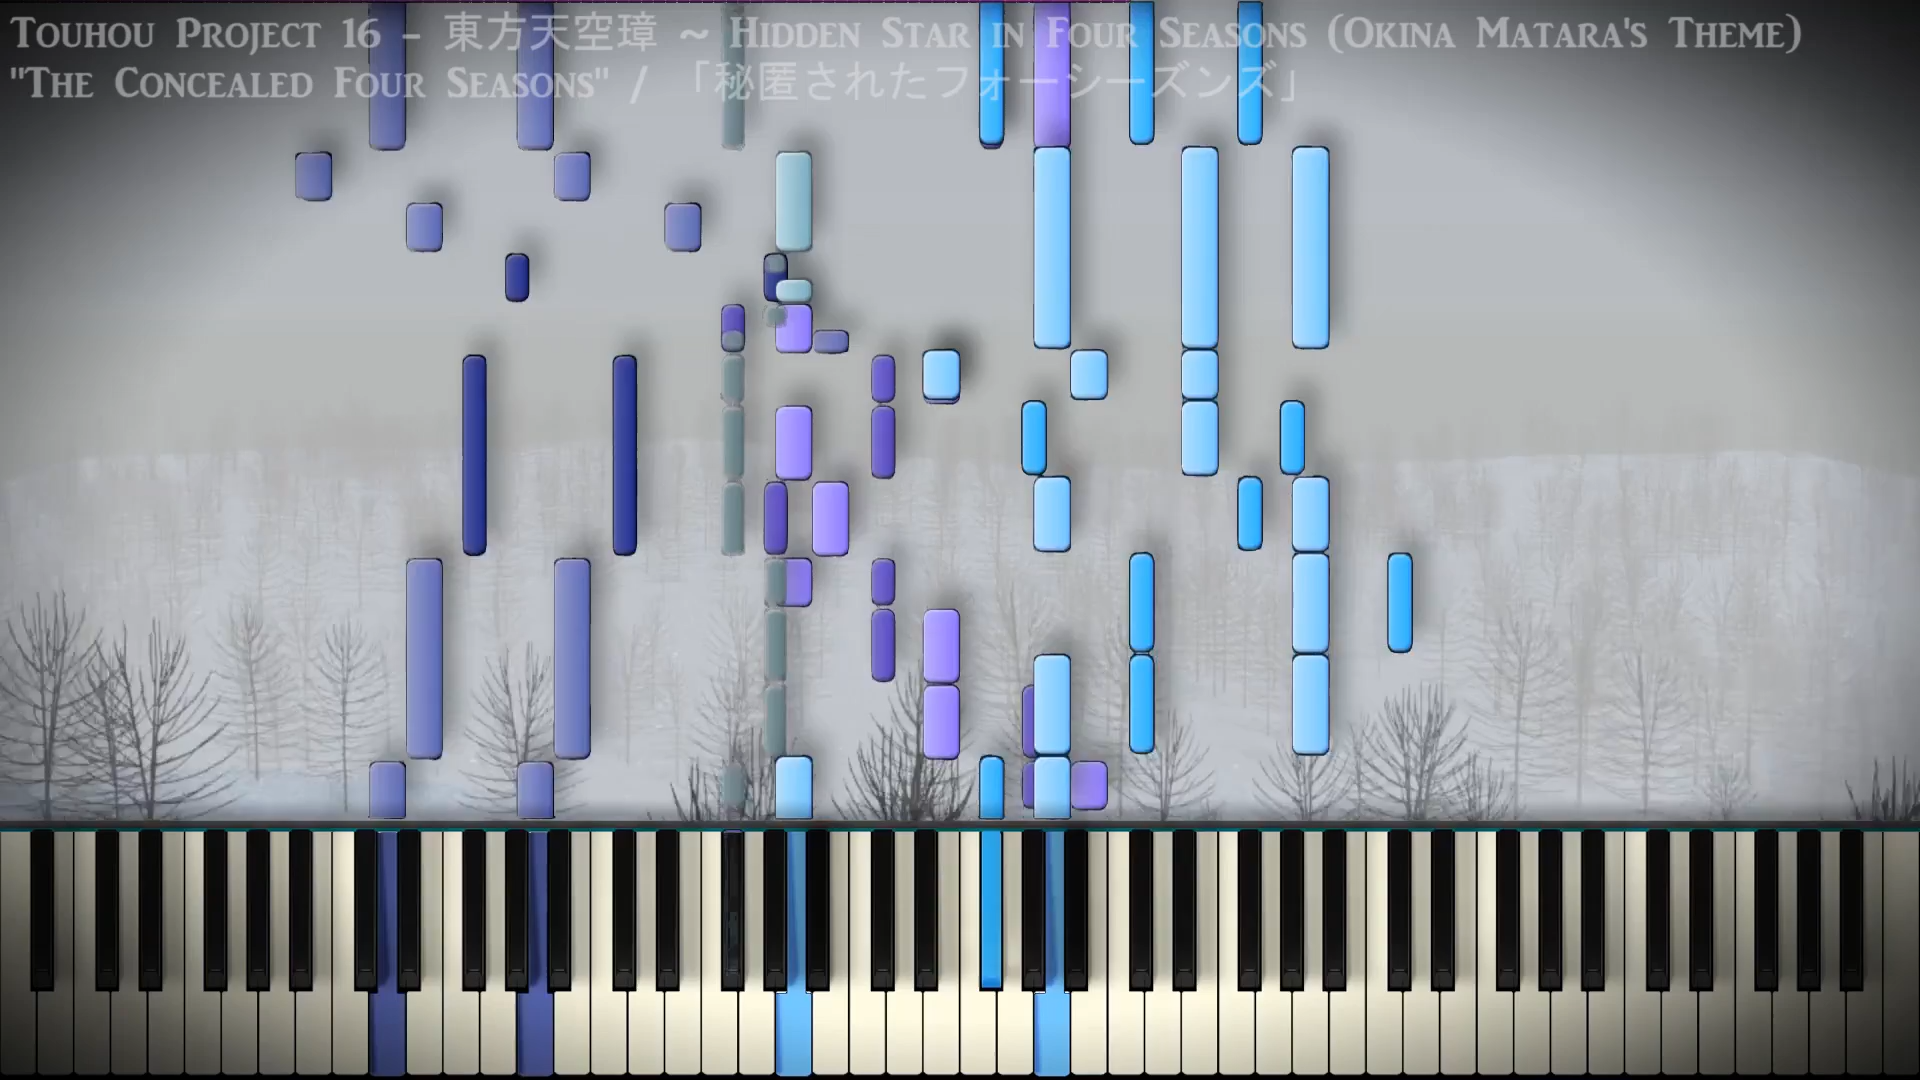 Touhou Project 16 - 東方天空璋 ~ Hidden Star in Four Seasons (Okina Matara's Theme)
"The Concealed Four Seasons" / 「秘匿されたフォーシーズンズ」